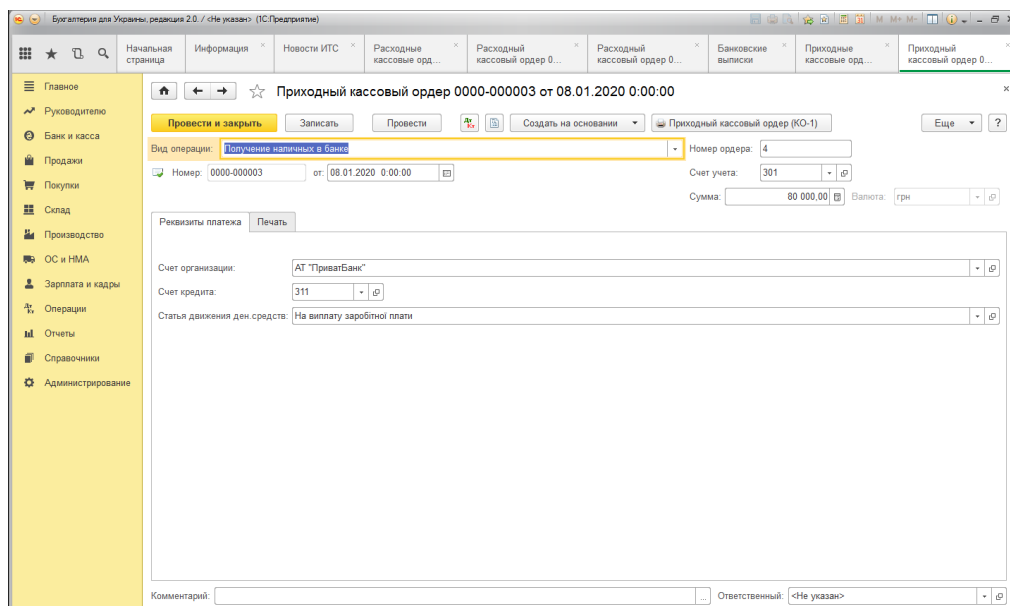 Бухгалтерия для Украины, редакция 2.0. / <Не указан> (1С:Предприятие)
M M+ M-
Начальная страница
Информация
Новости ИТС
Расходные кассовые орд...
Расходный кассовый ордер 0...
Расходный кассовый ордер 0...
Банковские выписки
Приходные кассовые орд...
Приходный кассовый ордер 0...
Главное
Руководителю
Банк и касса
Продажи
Покупки
Склад
Производство
ОС и НМА
Зарплата и кадры
Операции
Отчеты
Справочники
Администрирование
Приходный кассовый ордер 0000-000003 от 08.01.2020 0:00:00
Провести и закрыть Записать Провести Дт Кт Создать на основании Приходный кассовый ордер (КО-1) Еще ?
Вид операции: Получение наличных в банке Номер ордера: 4
Номер: 0000-000003 от: 08.01.2020 0:00:00 Счет учета: 301
Сумма: 80 000,00 Валюта: грн
Реквизиты платежа Печать
Счет организации: АТ "ПриватБанк"
Счет кредита: 311
Статья движения ден.средств: На виплату заробітної плати
Комментарий: ... Ответственный: <Не указан>